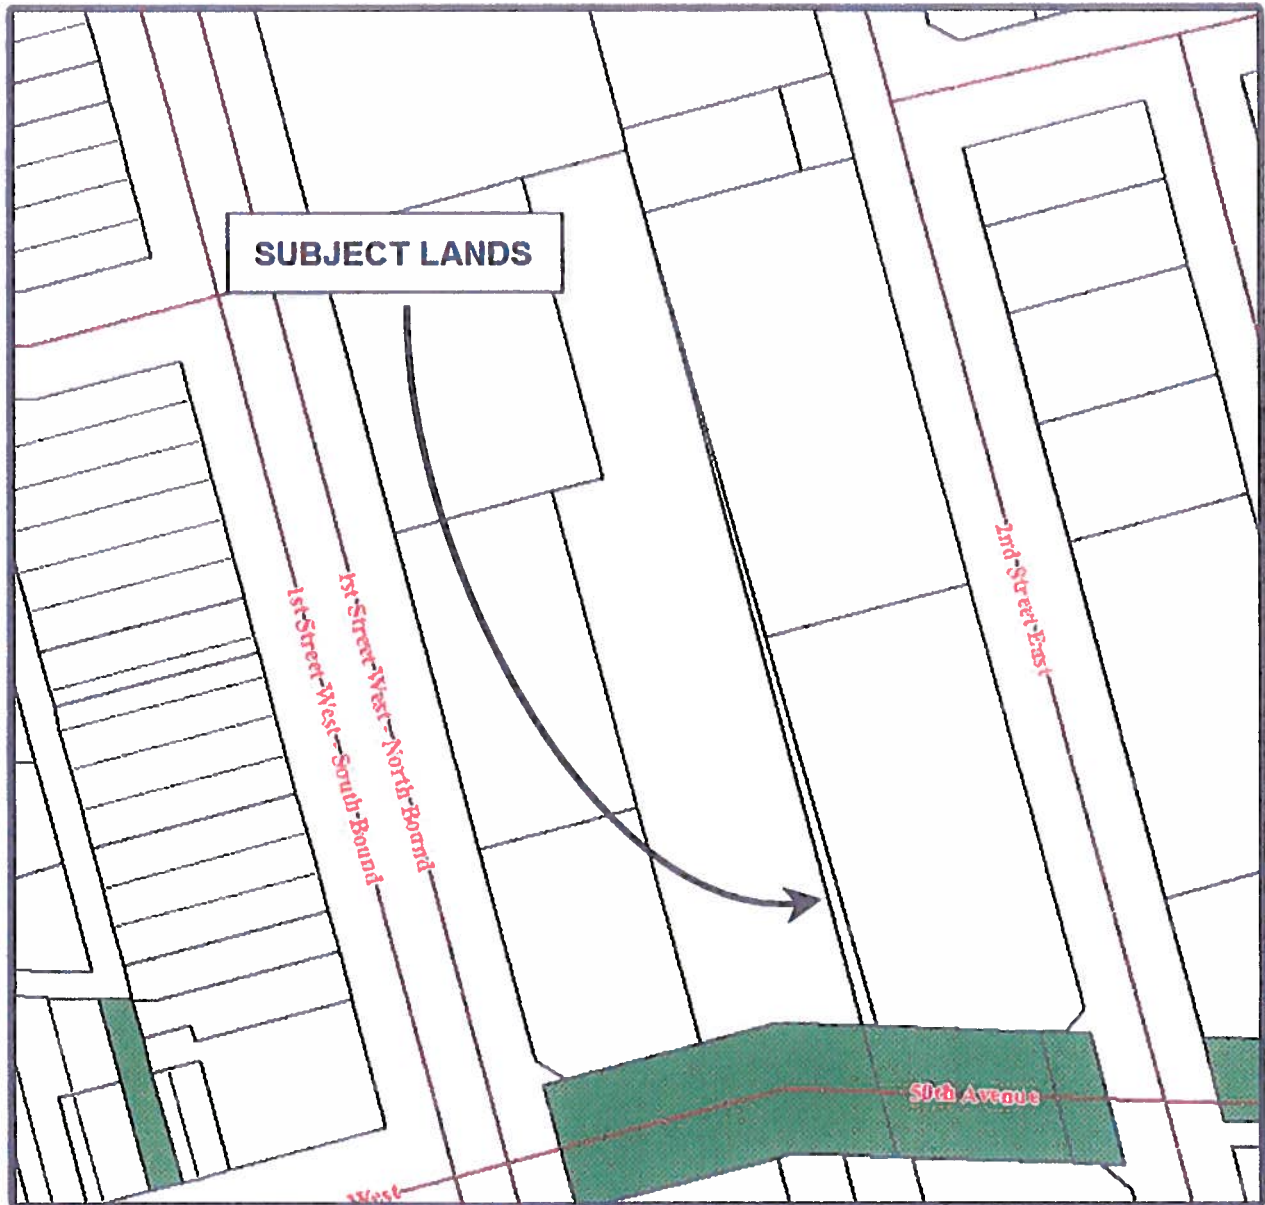 SUBJECT LANDS
1st Street West - South Bound
1st Street West - North Bound
2nd Street East
50th Avenue
West